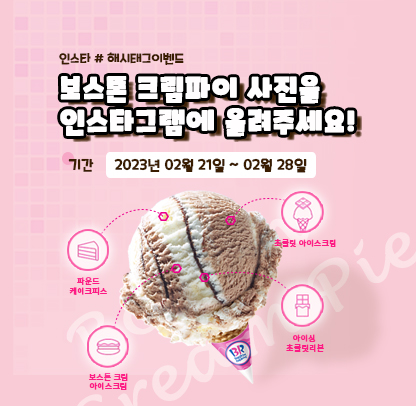 인스타 # 해시태그이벤트
보스톤 크림파이 사진을
인스타그램에 올려주세요!
기간 2023년 02월 21일 ~ 02월 28일
초콜릿 아이스크림
파운드
케이크피스
아이싱
초콜릿리본
보스톤 크림
아이스크림
BR
Cream Pie